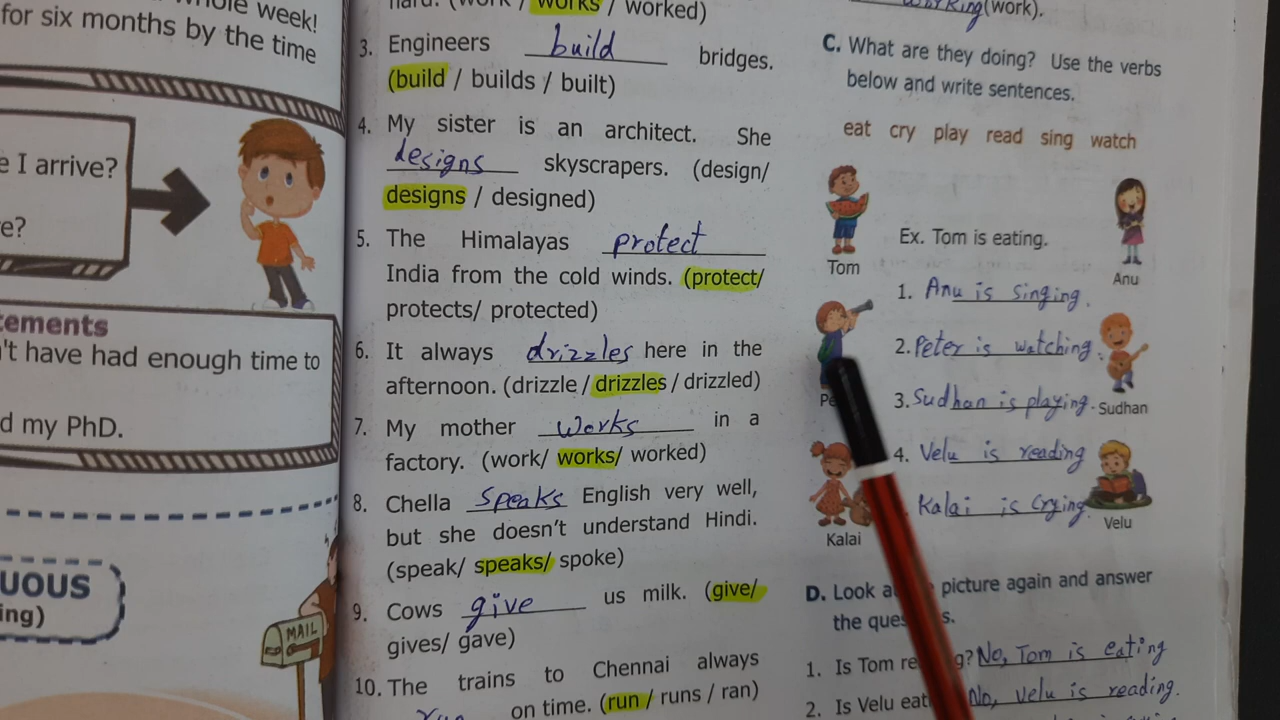 whole week!
for six months by the time
e I arrive?
e?
tements
't have had enough time to
d my PhD.
UOUS
ing)
MAIL
hard. (work / works / worked)
3. Engineers build bridges.
(build / builds / built)
4. My sister is an architect. She
designs skyscrapers. (design/
designs / designed)
5. The Himalayas protect
India from the cold winds. (protect/
protects/ protected)
6. It always drizzles here in the
afternoon. (drizzle / drizzles / drizzled)
7. My mother works in a
factory. (work/ works/ worked)
8. Chella speaks English very well,
but she doesn't understand Hindi.
(speak/ speaks/ spoke)
9. Cows give us milk. (give/
gives/ gave)
10. The trains to Chennai always
run on time. (run / runs / ran)
working (work).
C. What are they doing? Use the verbs
below and write sentences.
eat cry play read sing watch
Tom
Ex. Tom is eating.
Anu
1. Anu is singing.
2. Peter is watching.
Pe
3. Sudhan is playing.
Sudhan
4. Velu is reading
Velu
Kalai is crying
Kalai
D. Look a picture again and answer
the ques s.
1. Is Tom re g? No, Tom is eating
2. Is Velu eat No, Velu is reading.